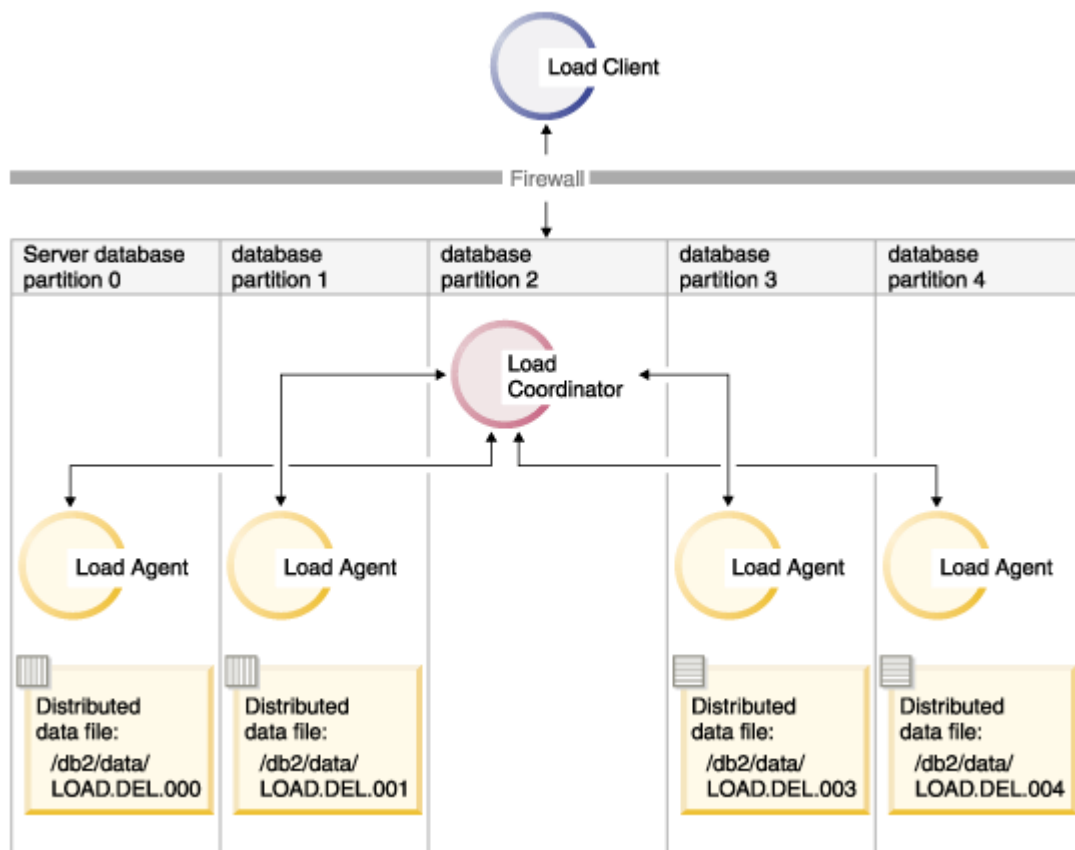 Load Client
Firewall
Server database
partition 0
database
partition 1
database
partition 2
database
partition 3
database
partition 4
Load
Coordinator
Load Agent
Load Agent
Load Agent
Load Agent
Distributed
data file:
/db2/data/
LOAD.DEL.000
Distributed
data file:
/db2/data/
LOAD.DEL.001
Distributed
data file:
/db2/data/
LOAD.DEL.003
Distributed
data file:
/db2/data/
LOAD.DEL.004